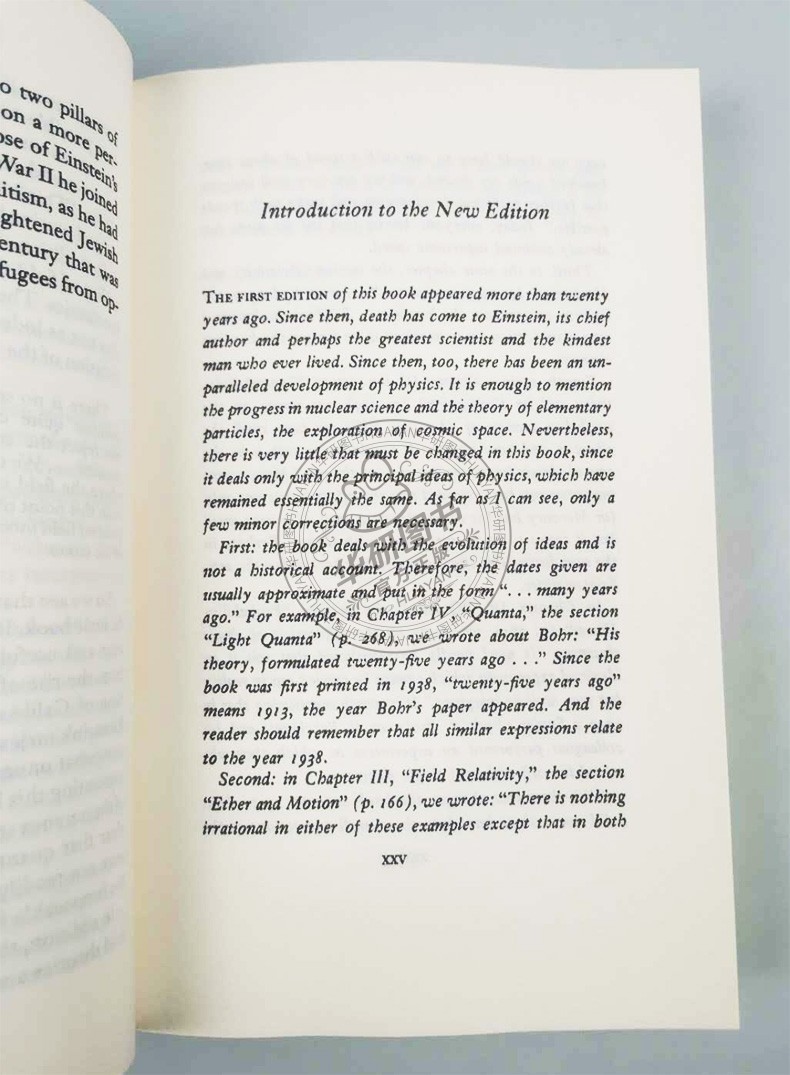 o two pillars of
on a more per-
ose of Einstein's
War II he joined
itism, as he had
ghtened Jewish
entury that was
fugees from op-
Introduction to the New Edition
THE FIRST EDITION of this book appeared more than twenty
years ago. Since then, death has come to Einstein, its chief
author and perhaps the greatest scientist and the kindest
man who ever lived. Since then, too, there has been an un-
paralleled development of physics. It is enough to mention
the progress in nuclear science and the theory of elementary
particles, the exploration of cosmic space. Nevertheless,
there is very little that must be changed in this book, since
it deals only with the principal ideas of physics, which have
remained essentially the same. As far as I can see, only a
few minor corrections are necessary.
First: the book deals with the evolution of ideas and is
not a historical account. Therefore, the dates given are
usually approximate and put in the form “. . . many years
ago.” For example, in Chapter IV, “Quanta,” the section
“Light Quanta” (p. 268), we wrote about Bohr: “His
theory, formulated twenty-five years ago . . .” Since the
book was first printed in 1938, “twenty-five years ago”
means 1913, the year Bohr's paper appeared. And the
reader should remember that all similar expressions relate
to the year 1938.
Second: in Chapter III, “Field Relativity,” the section
“Ether and Motion” (p. 166), we wrote: “There is nothing
irrational in either of these examples except that in both
xxv
华研图书
官方正版